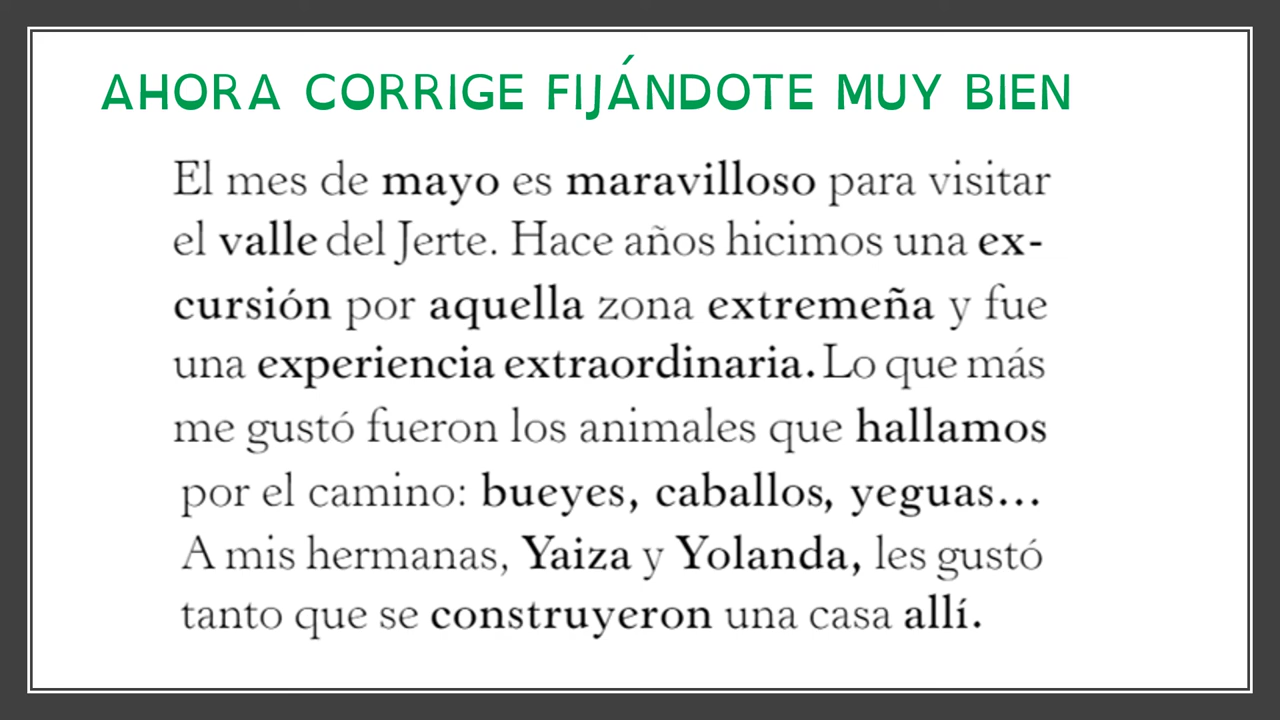 AHORA CORRIGE FIJÁNDOTE MUY BIEN
El mes de mayo es maravilloso para visitar
el valle del Jerte. Hace años hicimos una ex-
cursión por aquella zona extremeña y fue
una experiencia extraordinaria. Lo que más
me gustó fueron los animales que hallamos
por el camino: bueyes, caballos, yeguas...
A mis hermanas, Yaiza y Yolanda, les gustó
tanto que se construyeron una casa allí.